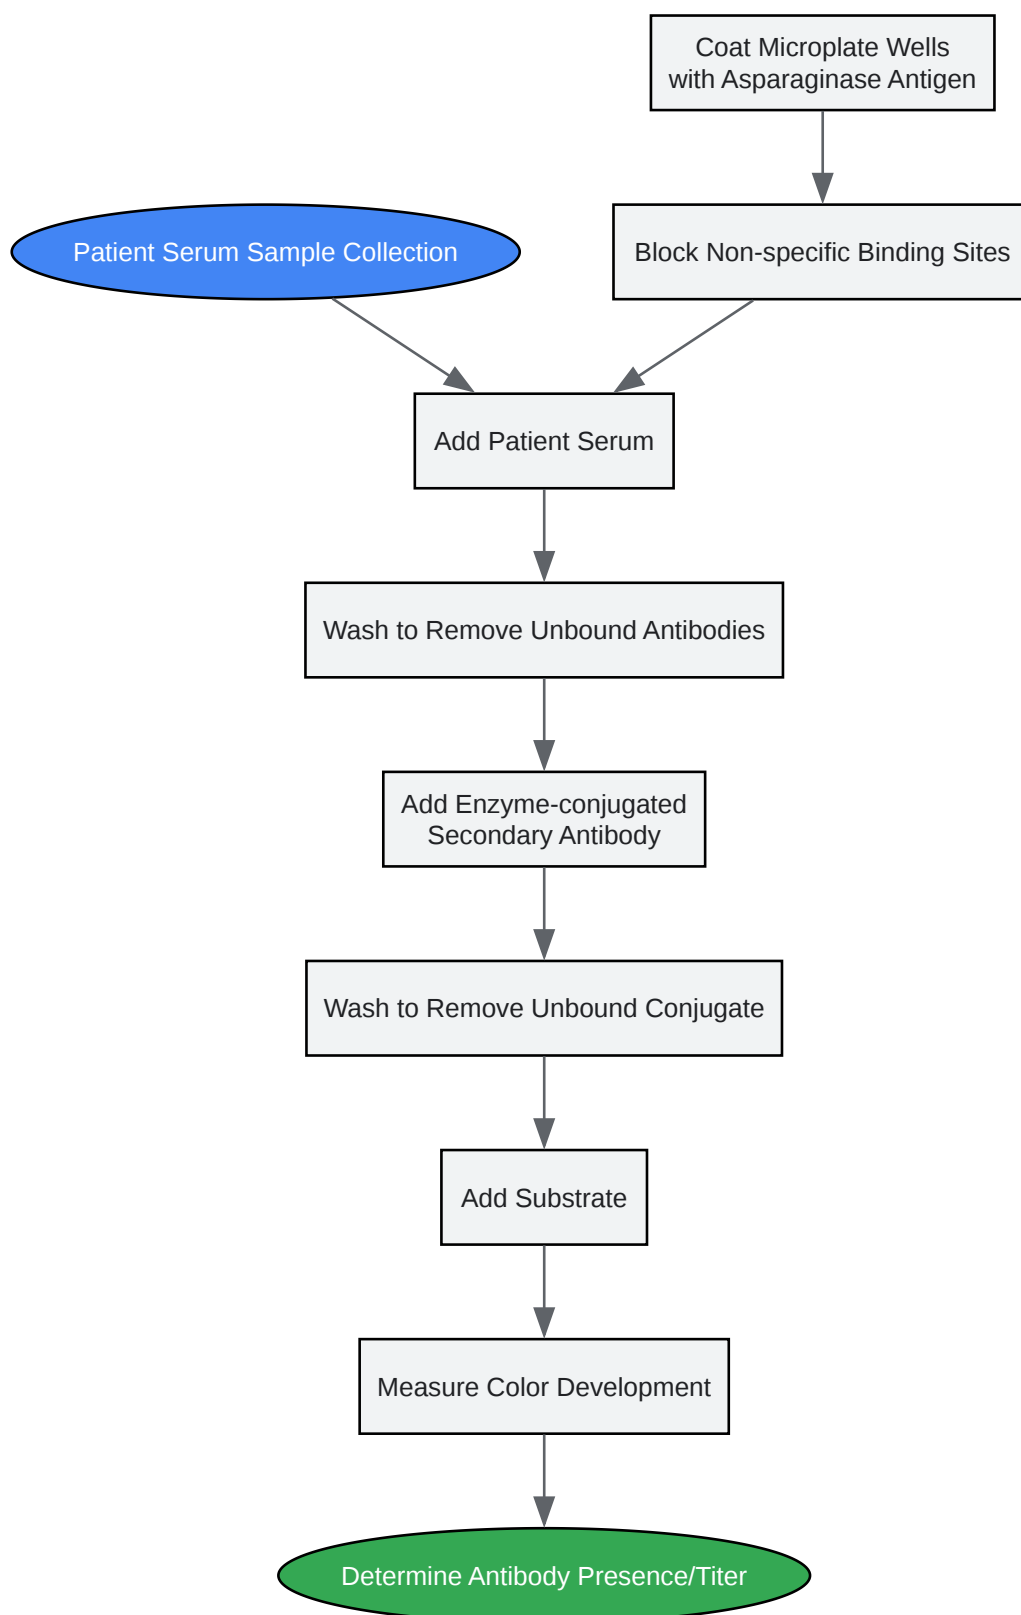 Coat Microplate Wells
with Asparaginase Antigen
Patient Serum Sample Collection
Block Non-specific Binding Sites
Add Patient Serum
Wash to Remove Unbound Antibodies
Add Enzyme-conjugated
Secondary Antibody
Wash to Remove Unbound Conjugate
Add Substrate
Measure Color Development
Determine Antibody Presence/Titer